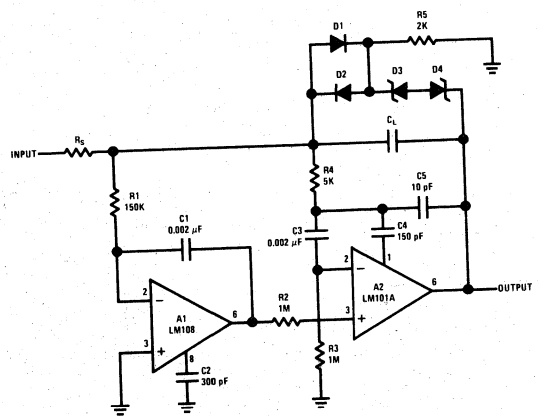 D1
R5
2K
D2
D3
D4
INPUT
RS
CL
R1
150K
R4
5K
C5
10 pF
C1
0.002 µF
C3
0.002 µF
C4
150 pF
2
−
A1
LM108
6
3
+
8
C2
300 pF
R2
1M
2
−
1
A2
LM101A
6
OUTPUT
3
+
R3
1M